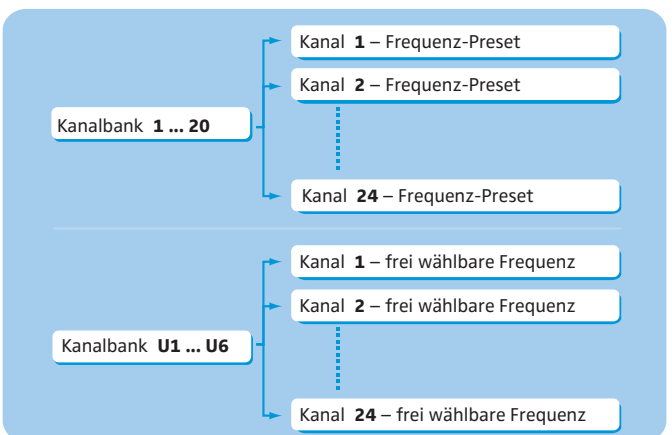 Kanal 1 – Frequenz-Preset
Kanal 2 – Frequenz-Preset
Kanalbank 1 ... 20
Kanal 24 – Frequenz-Preset
Kanal 1 – frei wählbare Frequenz
Kanal 2 – frei wählbare Frequenz
Kanalbank U1 ... U6
Kanal 24 – frei wählbare Frequenz